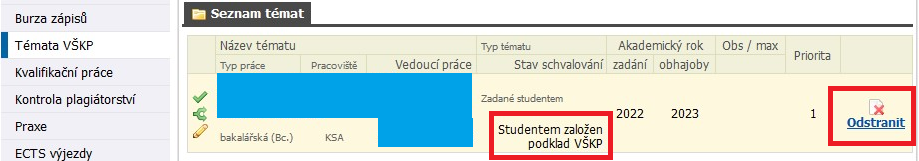 Burza zápisů
Témata VŠKP
Kvalifikační práce
Kontrola plagiátorství
Praxe
ECTS výjezdy
Seznam témat
Název tématu
Typ práce Pracoviště Vedoucí práce
Typ tématu
Stav schvalování
Akademický rok
zadání obhajoby
Obs / max
Priorita
bakalářská (Bc.) KSA
Zadané studentem
Studentem založen
podklad VŠKP
2022 2023
1
Odstranit